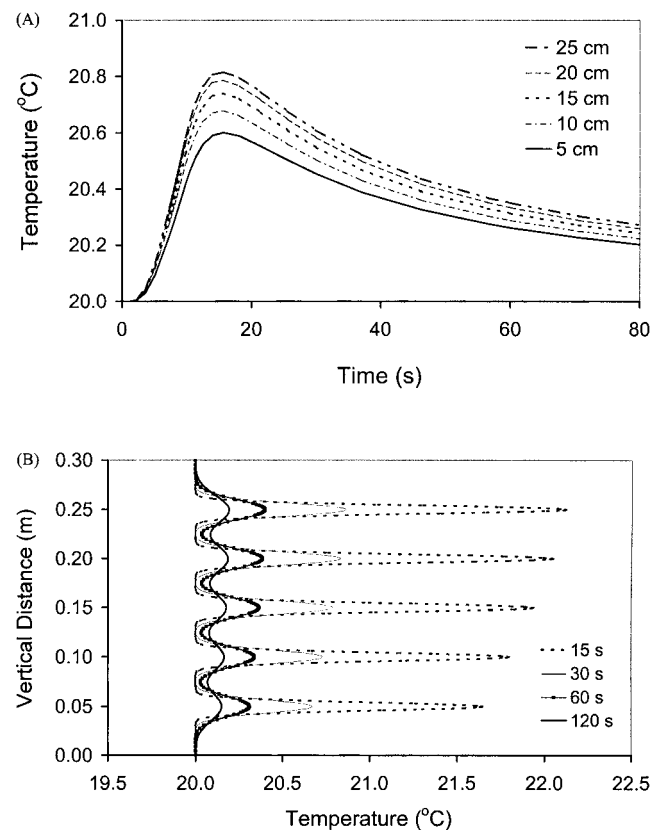 (A)
21.0
20.8
20.6
20.4
20.2
20.0
Temperature (°C)
25 cm
20 cm
15 cm
10 cm
5 cm
0 20 40 60 80
Time (s)
(B)
0.30
0.25
0.20
0.15
0.10
0.05
0.00
Vertical Distance (m)
15 s
30 s
60 s
120 s
19.5 20.0 20.5 21.0 21.5 22.0 22.5
Temperature (°C)